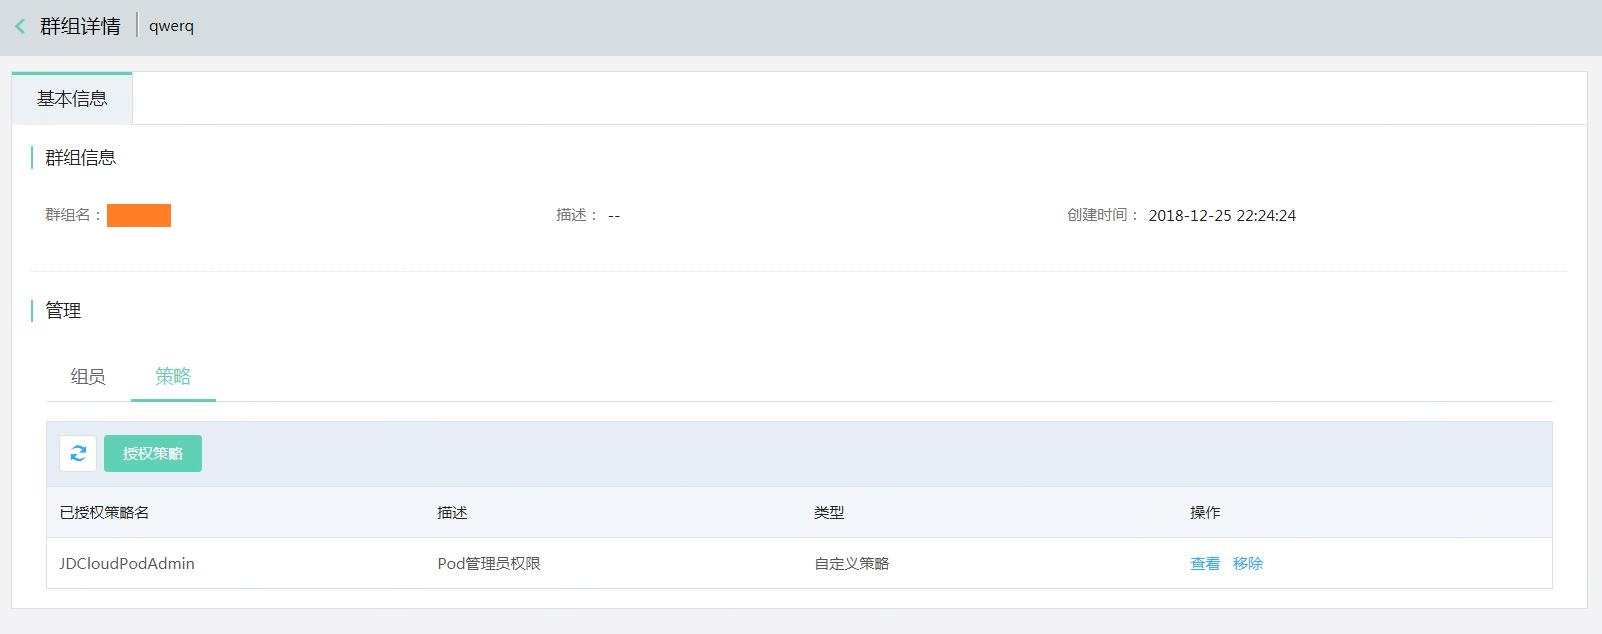 群组详情 qwerq
基本信息
群组信息
群组名： 描述： -- 创建时间： 2018-12-25 22:24:24
管理
组员 策略
授权策略
已授权策略名 描述 类型 操作
JDCloudPodAdmin Pod管理员权限 自定义策略 查看 移除